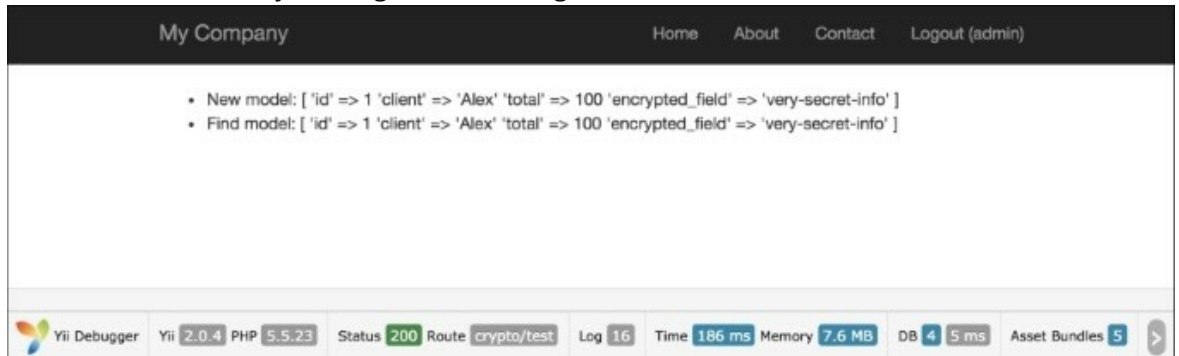 My Company Home About Contact Logout (admin)
• New model: [ 'id' => 1 'client' => 'Alex' 'total' => 100 'encrypted_field' => 'very-secret-info' ]
• Find model: [ 'id' => 1 'client' => 'Alex' 'total' => 100 'encrypted_field' => 'very-secret-info' ]
Yii Debugger Yii 2.0.4 PHP 5.5.23 Status 200 Route crypto/test Log 16 Time 186 ms Memory 7.6 MB DB 4 5 ms Asset Bundles 5 >